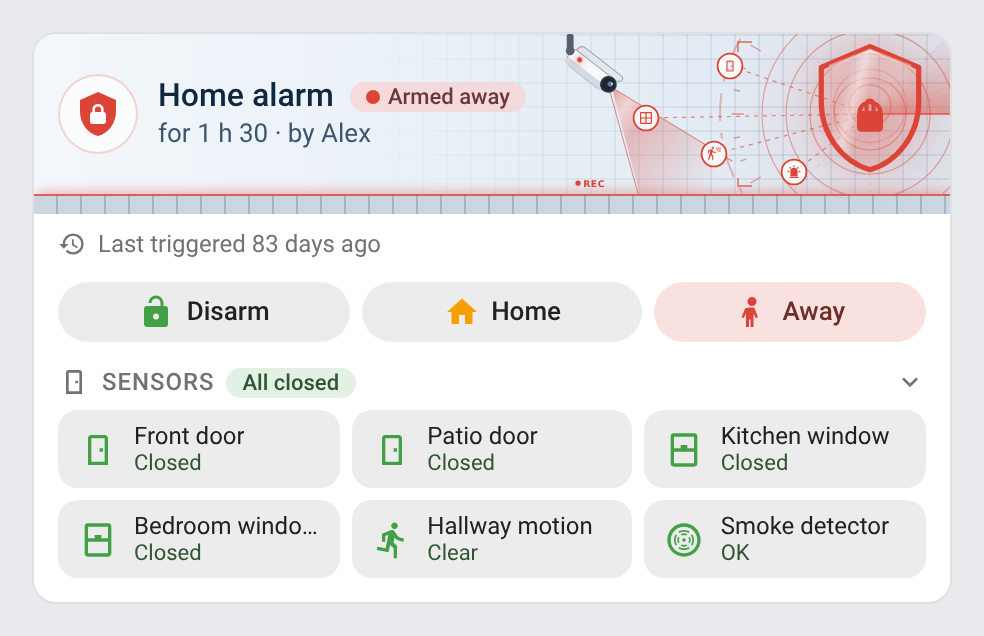 Home alarm
Armed away
for 1 h 30 · by Alex
REC
Last triggered 83 days ago
Disarm
Home
Away
SENSORS
All closed
Front door
Closed
Patio door
Closed
Kitchen window
Closed
Bedroom windo...
Closed
Hallway motion
Clear
Smoke detector
OK